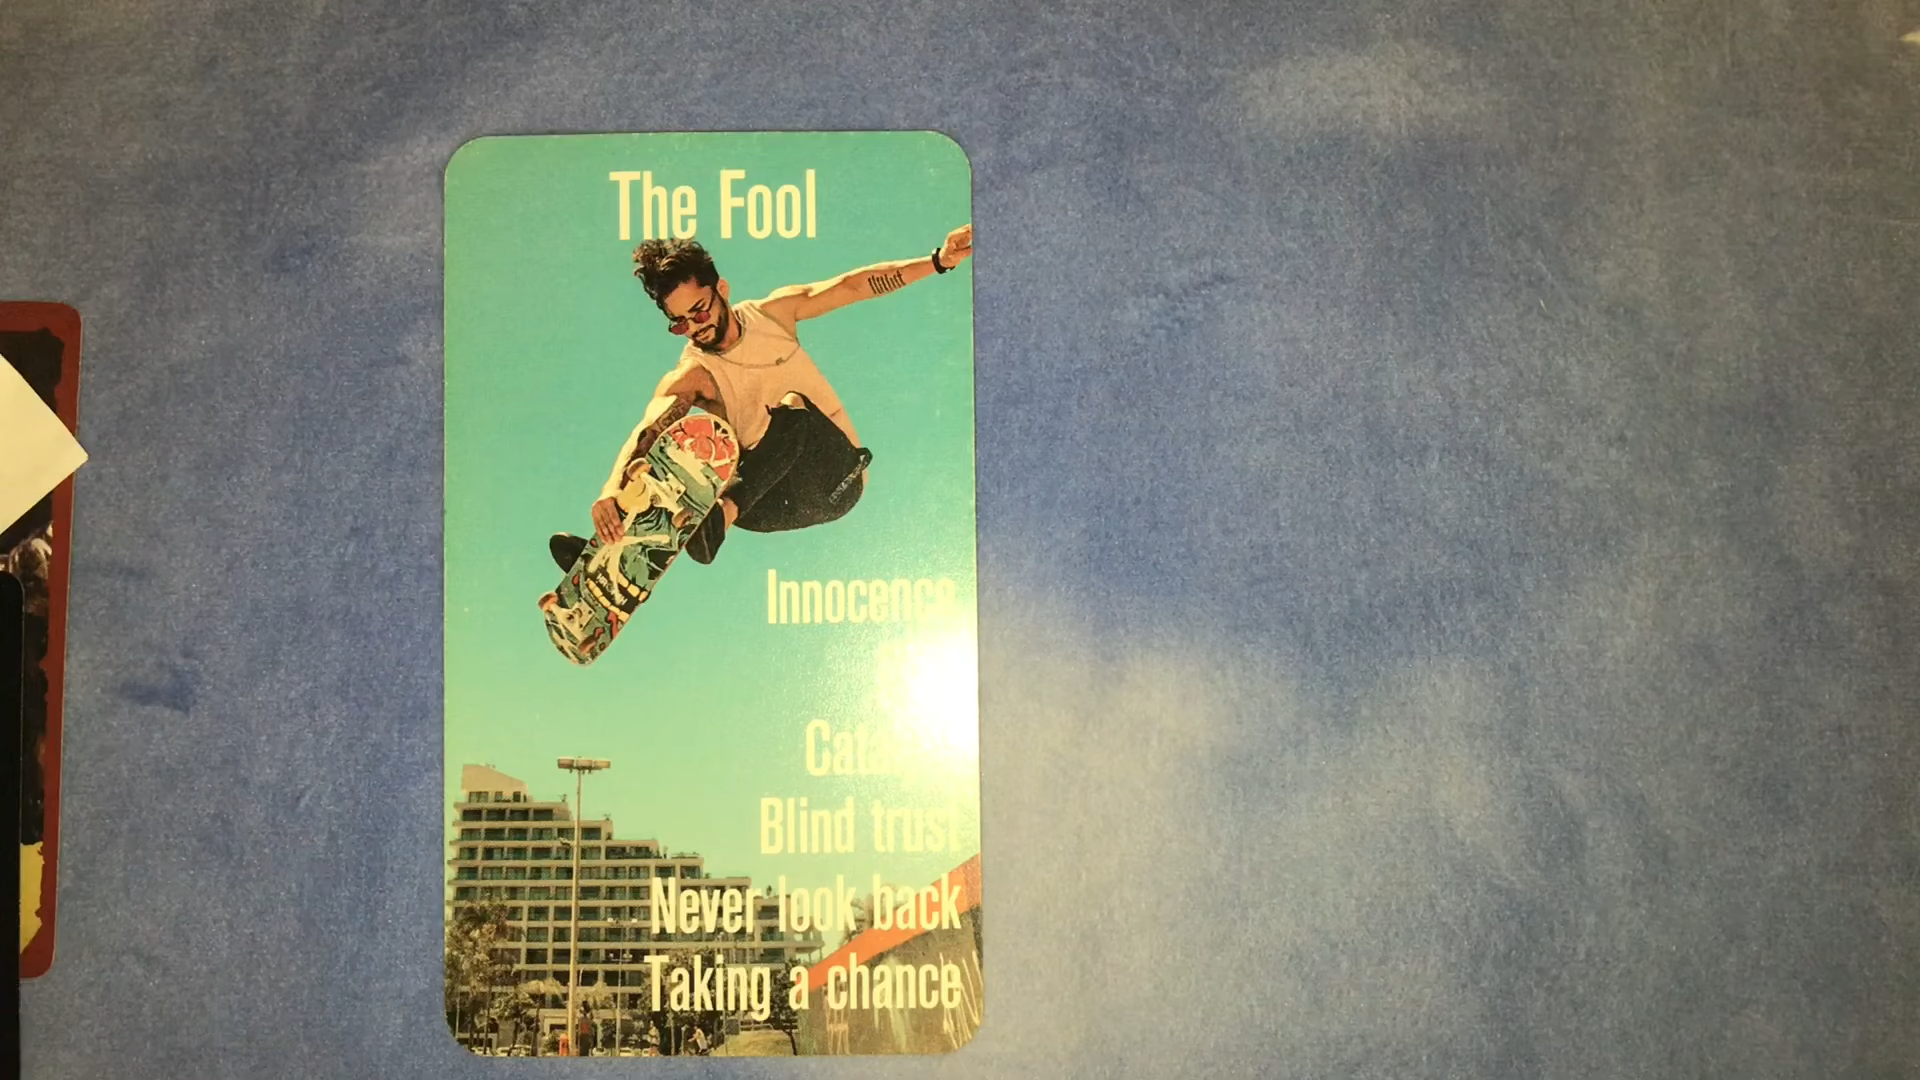 The Fool
Innocence
Blind trust
Never look back
Taking a chance